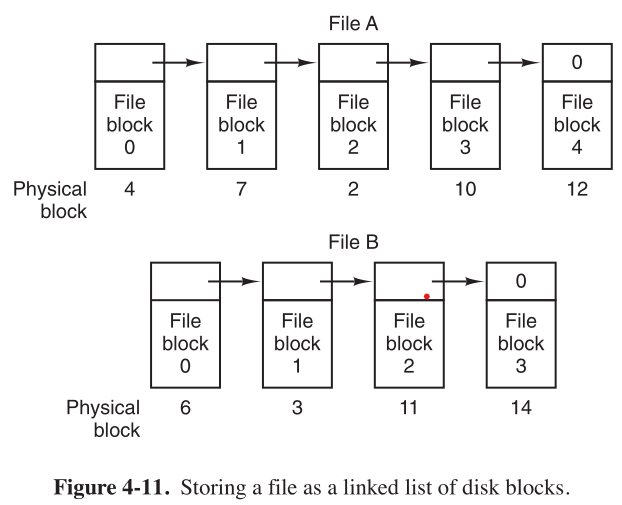 File A
0
File block 0
File block 1
File block 2
File block 3
File block 4
Physical block
4 7 2 10 12
File B
0
File block 0
File block 1
File block 2
File block 3
Physical block
6 3 11 14
Figure 4-11. Storing a file as a linked list of disk blocks.